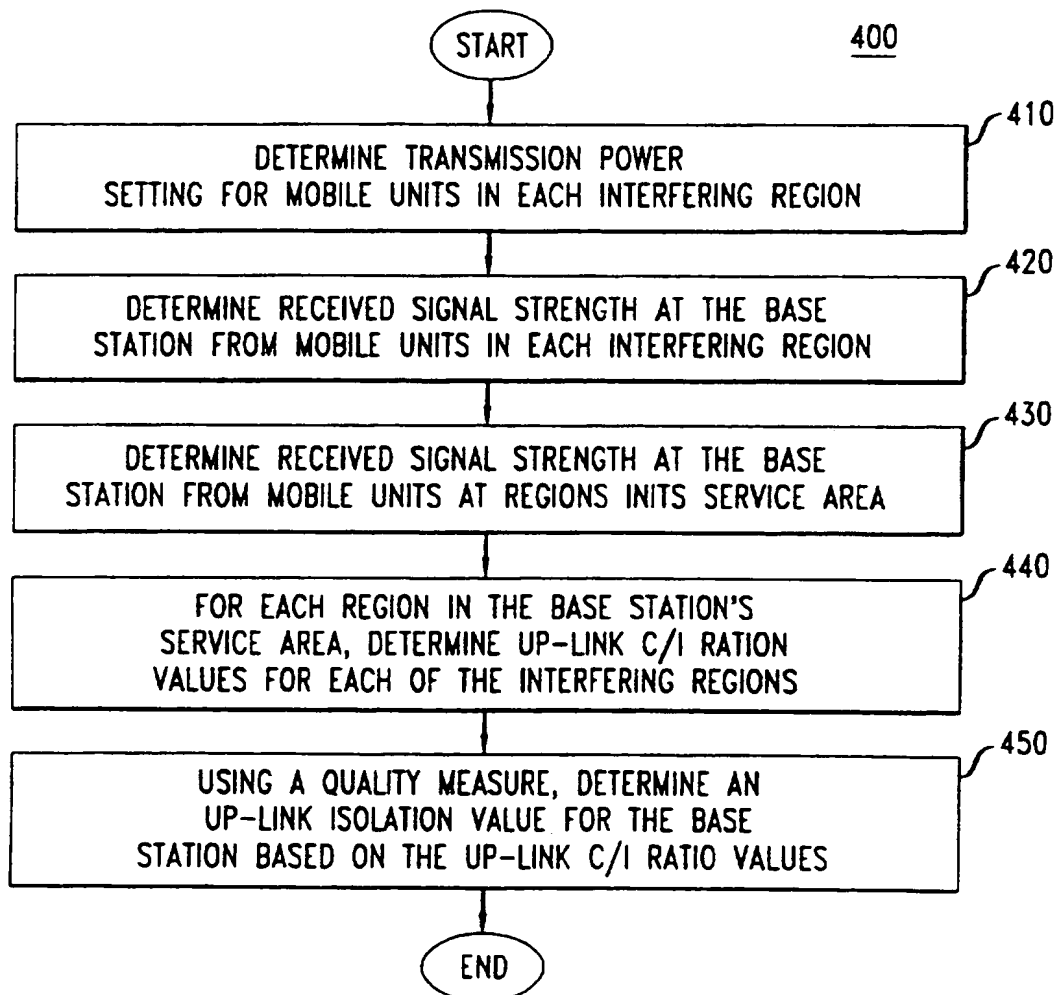 START
400
410
DETERMINE TRANSMISSION POWER
SETTING FOR MOBILE UNITS IN EACH INTERFERING REGION
420
DETERMINE RECEIVED SIGNAL STRENGTH AT THE BASE
STATION FROM MOBILE UNITS IN EACH INTERFERING REGION
430
DETERMINE RECEIVED SIGNAL STRENGTH AT THE BASE
STATION FROM MOBILE UNITS AT REGIONS INITS SERVICE AREA
440
FOR EACH REGION IN THE BASE STATION'S
SERVICE AREA, DETERMINE UP-LINK C/I RATION
VALUES FOR EACH OF THE INTERFERING REGIONS
450
USING A QUALITY MEASURE, DETERMINE AN
UP-LINK ISOLATION VALUE FOR THE BASE
STATION BASED ON THE UP-LINK C/I RATIO VALUES
END